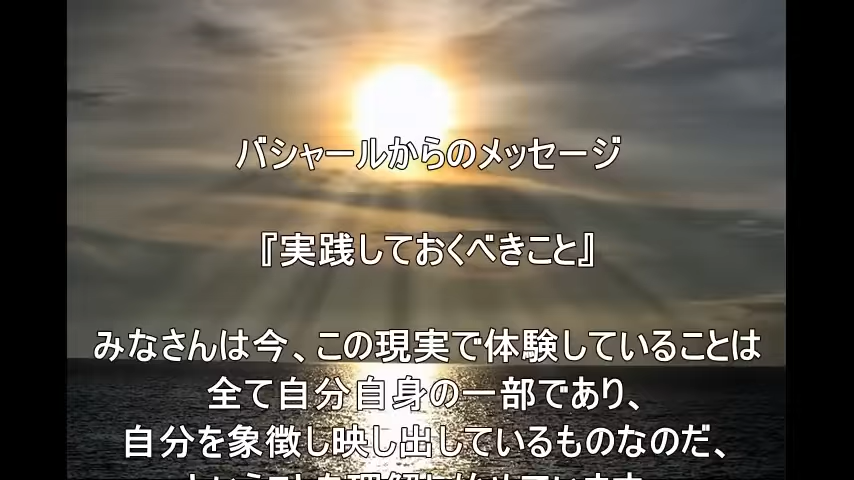 バシャールからのメッセージ
『実践しておくべきこと』
みなさんは今、この現実で体験していることは
全て自分自身の一部であり、
自分を象徴し映し出しているものなのだ、